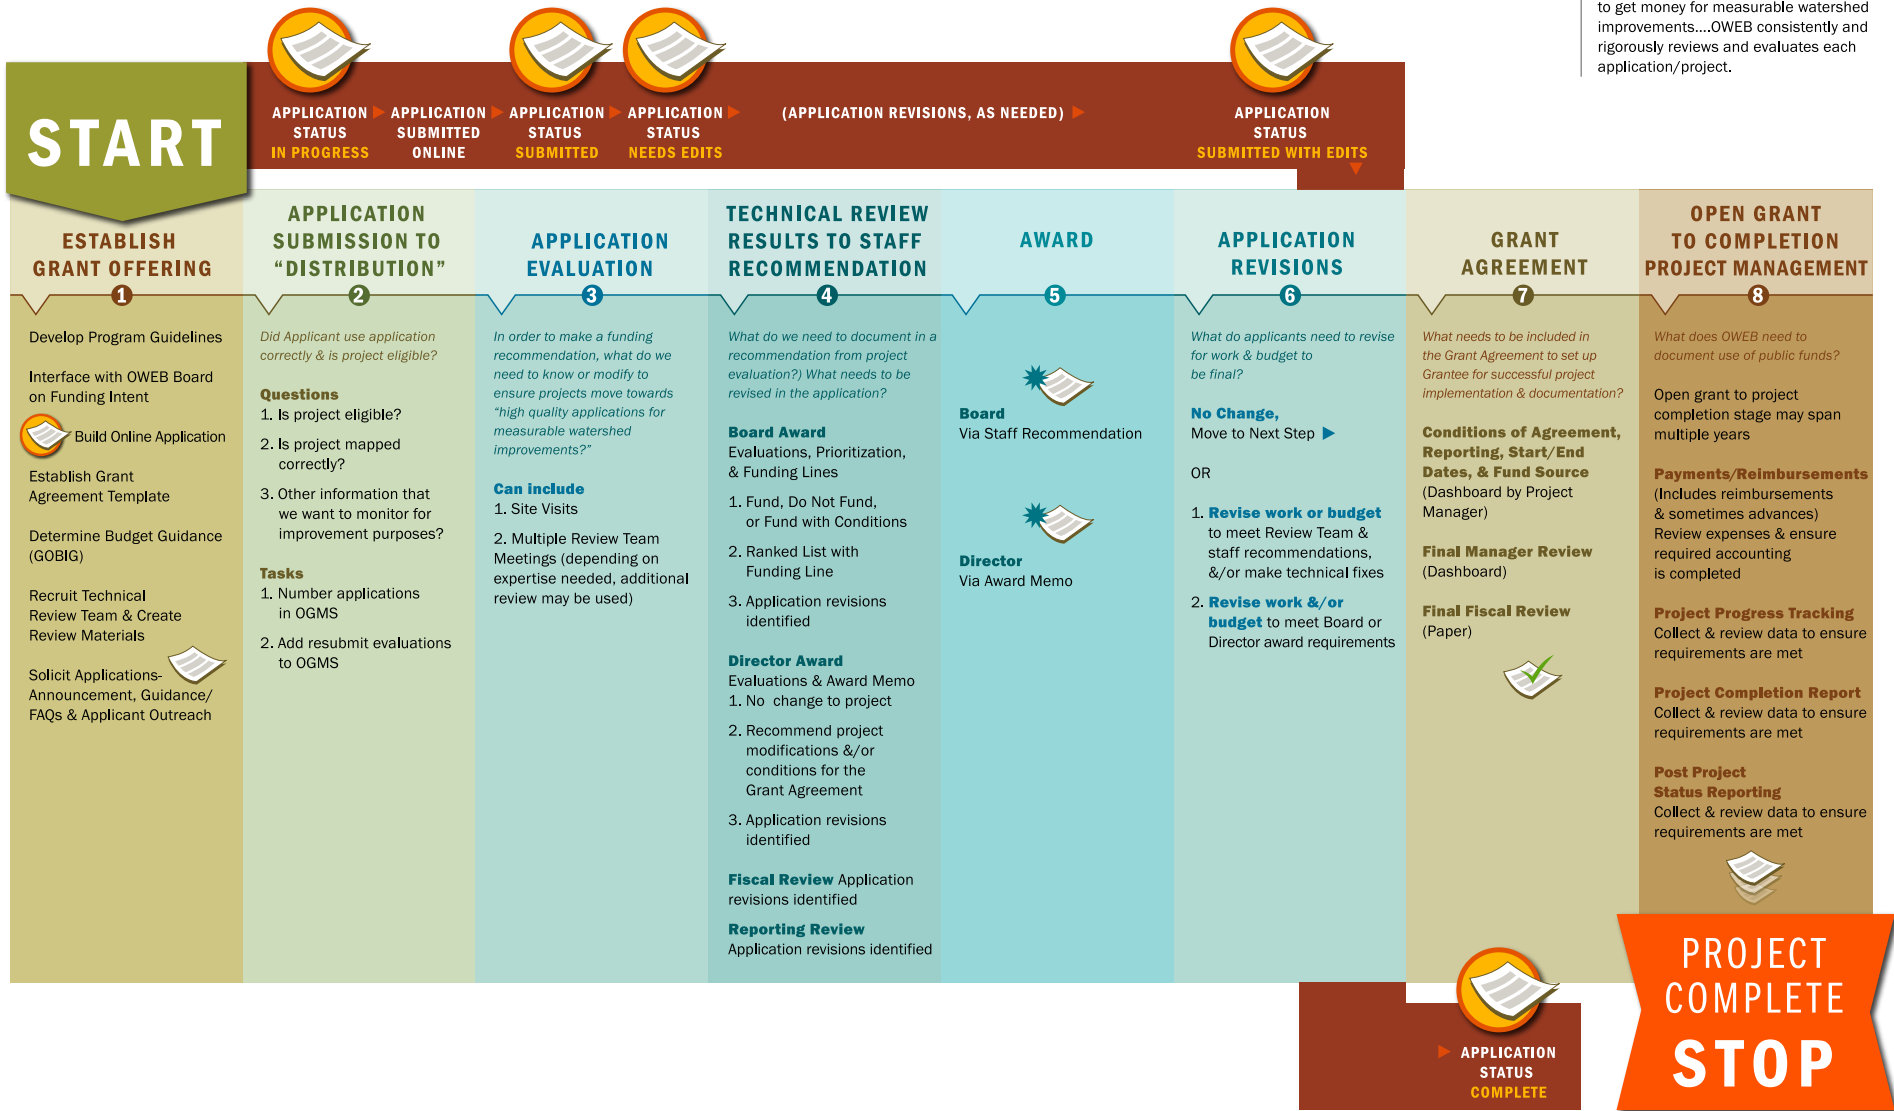 to get money for measurable watershed
improvements....OWEB consistently and
rigorously reviews and evaluates each
application/project.
START
APPLICATION
STATUS
IN PROGRESS
APPLICATION
SUBMITTED
ONLINE
APPLICATION
STATUS
SUBMITTED
APPLICATION
STATUS
NEEDS EDITS
(APPLICATION REVISIONS, AS NEEDED)
APPLICATION
STATUS
SUBMITTED WITH EDITS
ESTABLISH
GRANT OFFERING
1
Develop Program Guidelines
Interface with OWEB Board
on Funding Intent
Build Online Application
Establish Grant
Agreement Template
Determine Budget Guidance
(GOBIG)
Recruit Technical
Review Team & Create
Review Materials
Solicit Applications-
Announcement, Guidance/
FAQs & Applicant Outreach
APPLICATION
SUBMISSION TO
“DISTRIBUTION”
2
Did Applicant use application
correctly & is project eligible?
Questions
1. Is project eligible?
2. Is project mapped
correctly?
3. Other information that
we want to monitor for
improvement purposes?
Tasks
1. Number applications
in OGMS
2. Add resubmit evaluations
to OGMS
APPLICATION
EVALUATION
3
In order to make a funding
recommendation, what do we
need to know or modify to
ensure projects move towards
“high quality applications for
measurable watershed
improvements?”
Can include
1. Site Visits
2. Multiple Review Team
Meetings (depending on
expertise needed, additional
review may be used)
TECHNICAL REVIEW
RESULTS TO STAFF
RECOMMENDATION
4
What do we need to document in a
recommendation from project
evaluation?) What needs to be
revised in the application?
Board Award
Evaluations, Prioritization,
& Funding Lines
1. Fund, Do Not Fund,
or Fund with Conditions
2. Ranked List with
Funding Line
3. Application revisions
identified
Director Award
Evaluations & Award Memo
1. No change to project
2. Recommend project
modifications &/or
conditions for the
Grant Agreement
3. Application revisions
identified
Fiscal Review Application
revisions identified
Reporting Review
Application revisions identified
AWARD
5
Board
Via Staff Recommendation
Director
Via Award Memo
APPLICATION
REVISIONS
6
What do applicants need to revise
for work & budget to
be final?
No Change,
Move to Next Step
OR
1. Revise work or budget
to meet Review Team &
staff recommendations,
&/or make technical fixes
2. Revise work &/or
budget to meet Board or
Director award requirements
GRANT
AGREEMENT
7
What needs to be included in
the Grant Agreement to set up
Grantee for successful project
implementation & documentation?
Conditions of Agreement,
Reporting, Start/End
Dates, & Fund Source
(Dashboard by Project
Manager)
Final Manager Review
(Dashboard)
Final Fiscal Review
(Paper)
OPEN GRANT
TO COMPLETION
PROJECT MANAGEMENT
8
What does OWEB need to
document use of public funds?
Open grant to project
completion stage may span
multiple years
Payments/Reimbursements
(Includes reimbursements
& sometimes advances)
Review expenses & ensure
required accounting
is completed
Project Progress Tracking
Collect & review data to ensure
requirements are met
Project Completion Report
Collect & review data to ensure
requirements are met
Post Project
Status Reporting
Collect & review data to ensure
requirements are met
APPLICATION
STATUS
COMPLETE
PROJECT
COMPLETE
STOP